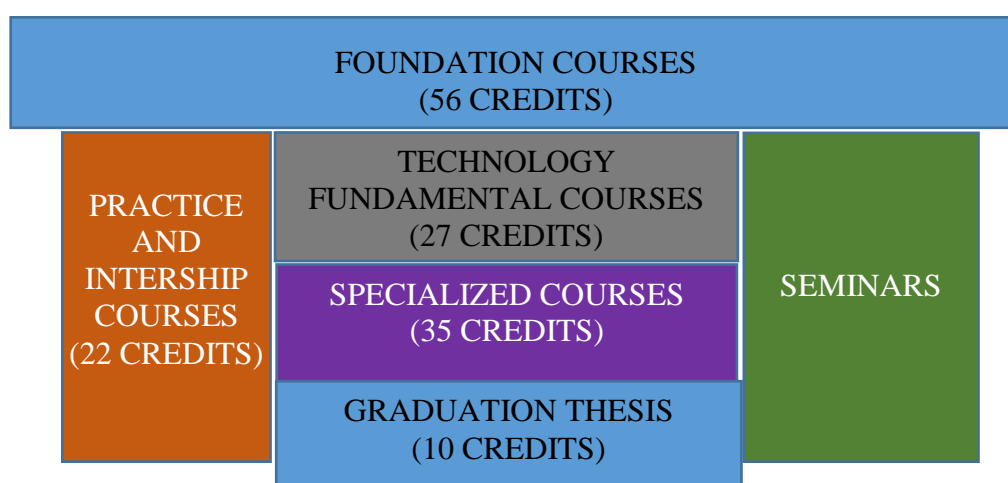 FOUNDATION COURSES
(56 CREDITS)
PRACTICE
AND
INTERSHIP
COURSES
(22 CREDITS)
TECHNOLOGY
FUNDAMENTAL COURSES
(27 CREDITS)
SPECIALIZED COURSES
(35 CREDITS)
GRADUATION THESIS
(10 CREDITS)
SEMINARS